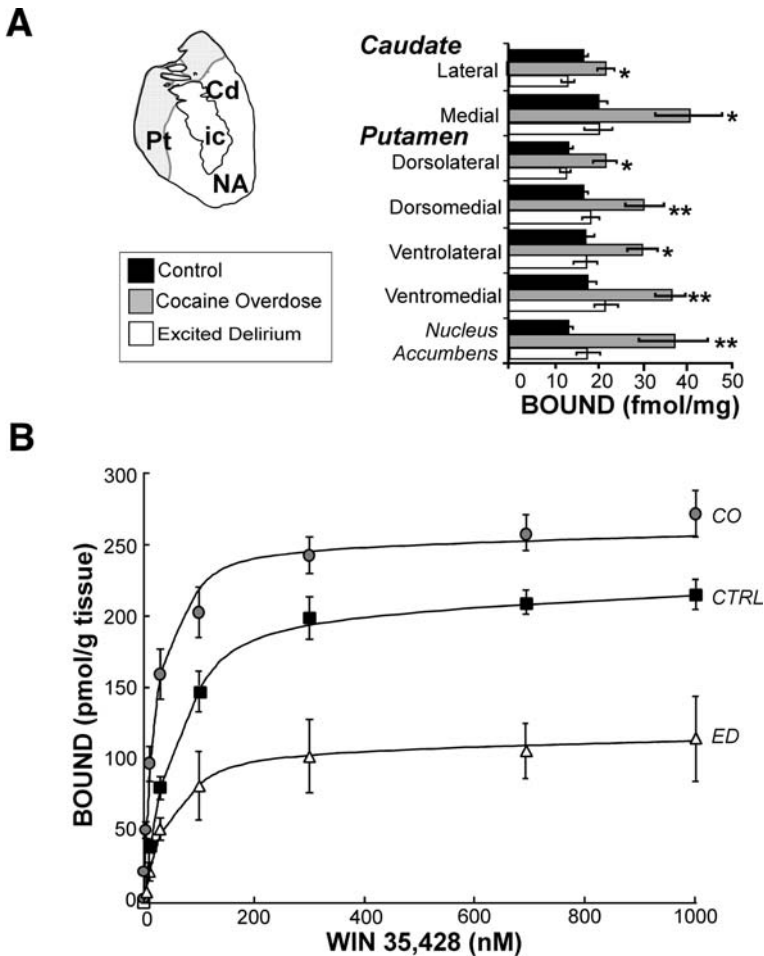 A
Cd
Pt
ic
NA
Control
Cocaine Overdose
Excited Delirium
Caudate
Lateral
*
Medial
*
Putamen
Dorsolateral
*
Dorsomedial
**
Ventrolateral
*
Ventromedial
**
Nucleus
Accumbens
**
0 10 20 30 40 50
BOUND (fmol/mg)
B
BOUND (pmol/g tissue)
300
250
200
150
100
50
0
CO
CTRL
ED
0 200 400 600 800 1000
WIN 35,428 (nM)